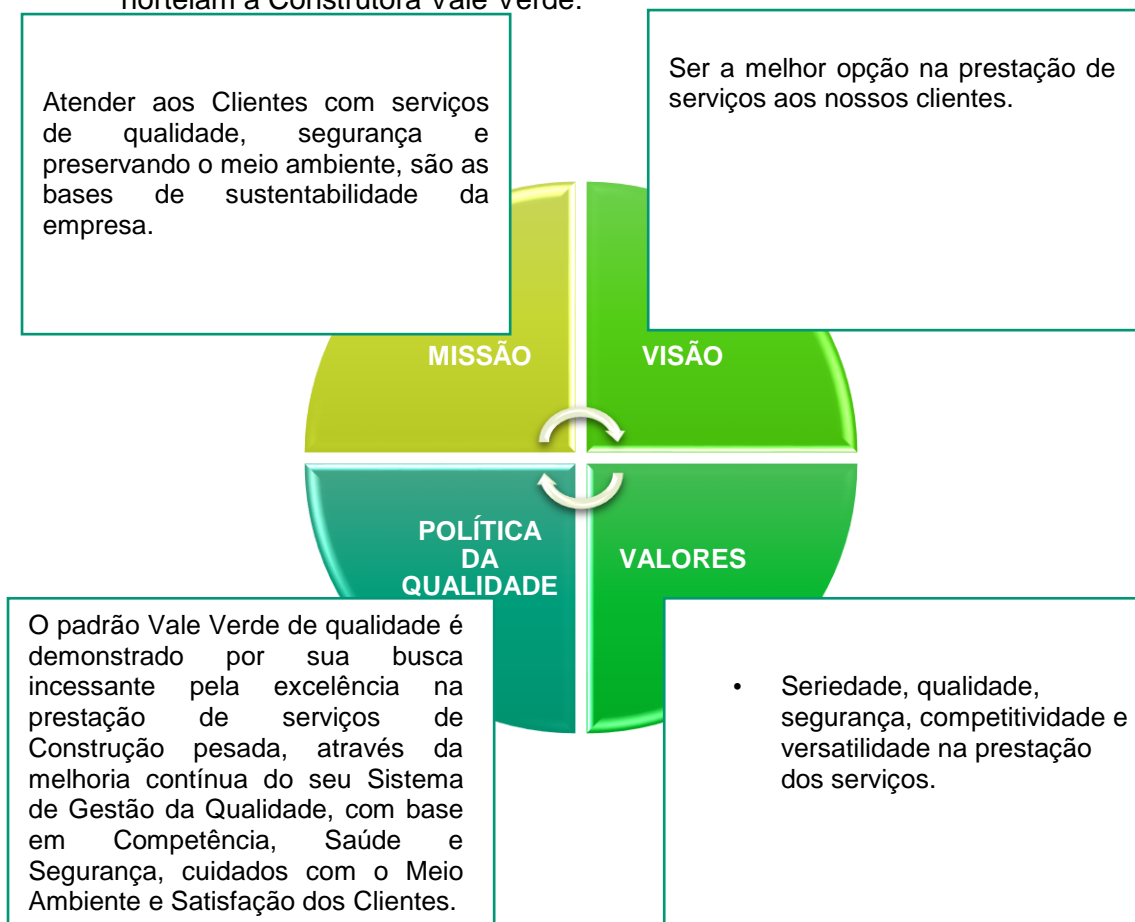 norteiam a Construtora Vale Verde:
Atender aos Clientes com serviços
de qualidade, segurança e
preservando o meio ambiente, são as
bases de sustentabilidade da
empresa.
Ser a melhor opção na prestação de
serviços aos nossos clientes.
MISSÃO
VISÃO
POLÍTICA
DA
QUALIDADE
VALORES
O padrão Vale Verde de qualidade é
demonstrado por sua busca
incessante pela excelência na
prestação de serviços de
Construção pesada, através da
melhoria contínua do seu Sistema
de Gestão da Qualidade, com base
em Competência, Saúde e
Segurança, cuidados com o Meio
Ambiente e Satisfação dos Clientes.
• Seriedade, qualidade,
segurança, competitividade e
versatilidade na prestação
dos serviços.